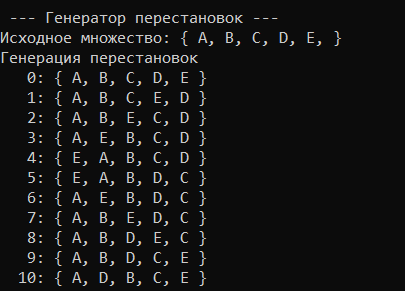 --- Генератор перестановок ---
Исходное множество: { A, B, C, D, E, }
Генерация перестановок
0: { A, B, C, D, E }
1: { A, B, C, E, D }
2: { A, B, E, C, D }
3: { A, E, B, C, D }
4: { E, A, B, C, D }
5: { E, A, B, D, C }
6: { A, E, B, D, C }
7: { A, B, E, D, C }
8: { A, B, D, E, C }
9: { A, B, D, C, E }
10: { A, D, B, C, E }